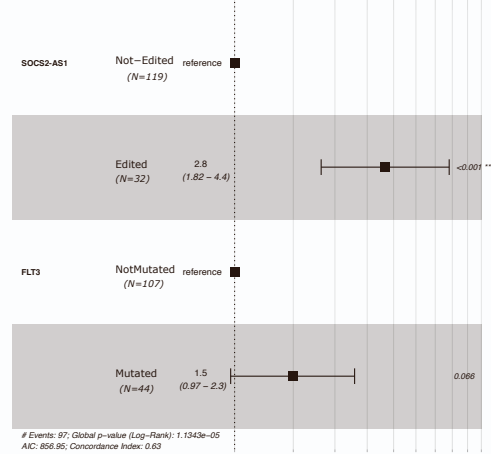 SOCS2-AS1 Not−Edited reference
(N=119)
Edited 2.8 <0.001 **
(N=32) (1.82 − 4.4)
FLT3 NotMutated reference
(N=107)
Mutated 1.5 0.066
(N=44) (0.97 − 2.3)
# Events: 97; Global p−value (Log−Rank): 1.1343e−05
AIC: 856.95; Concordance Index: 0.63